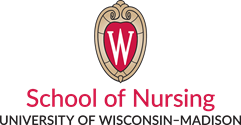 W
School of Nursing
UNIVERSITY OF WISCONSIN–MADISON